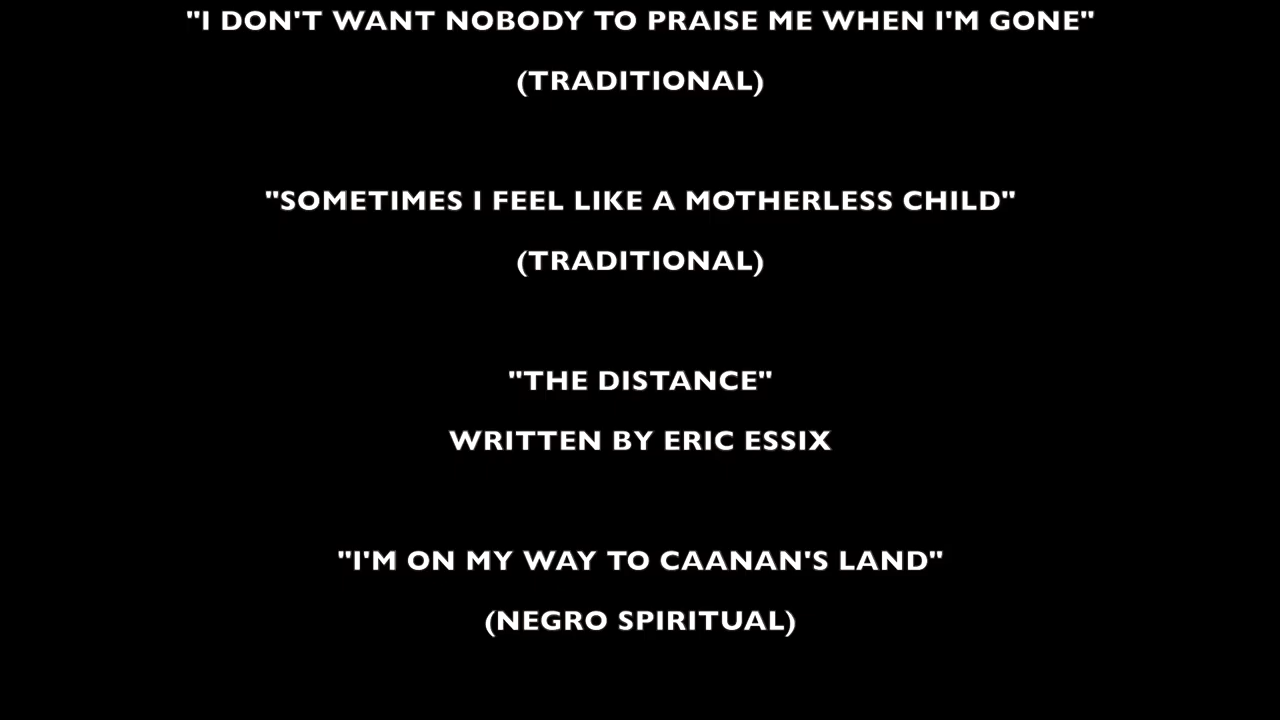 "I DON'T WANT NOBODY TO PRAISE ME WHEN I'M GONE"
(TRADITIONAL)
"SOMETIMES I FEEL LIKE A MOTHERLESS CHILD"
(TRADITIONAL)
"THE DISTANCE"
WRITTEN BY ERIC ESSIX
"I'M ON MY WAY TO CAANAN'S LAND"
(NEGRO SPIRITUAL)